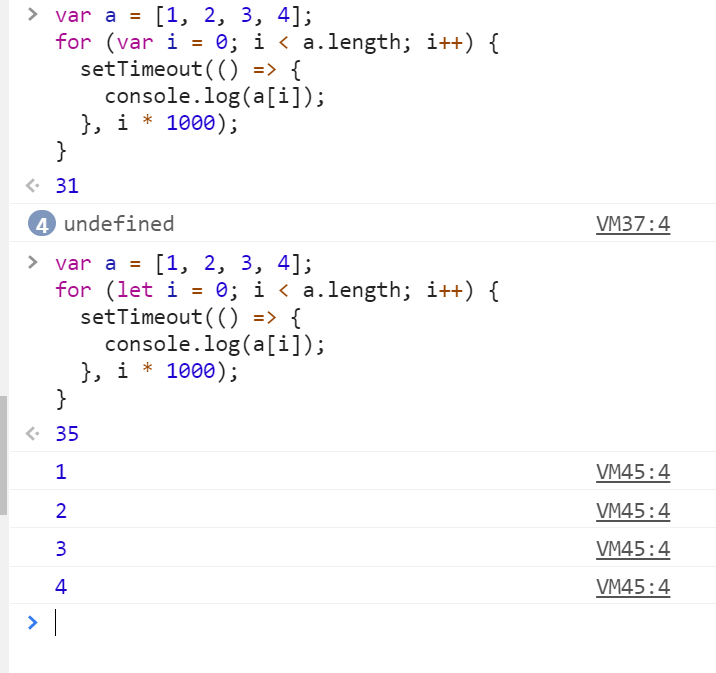 > var a = [1, 2, 3, 4];
for (var i = 0; i < a.length; i++) {
  setTimeout(() => {
    console.log(a[i]);
  }, i * 1000);
}
31
4 undefined VM37:4
> var a = [1, 2, 3, 4];
for (let i = 0; i < a.length; i++) {
  setTimeout(() => {
    console.log(a[i]);
  }, i * 1000);
}
35
1 VM45:4
2 VM45:4
3 VM45:4
4 VM45:4
>